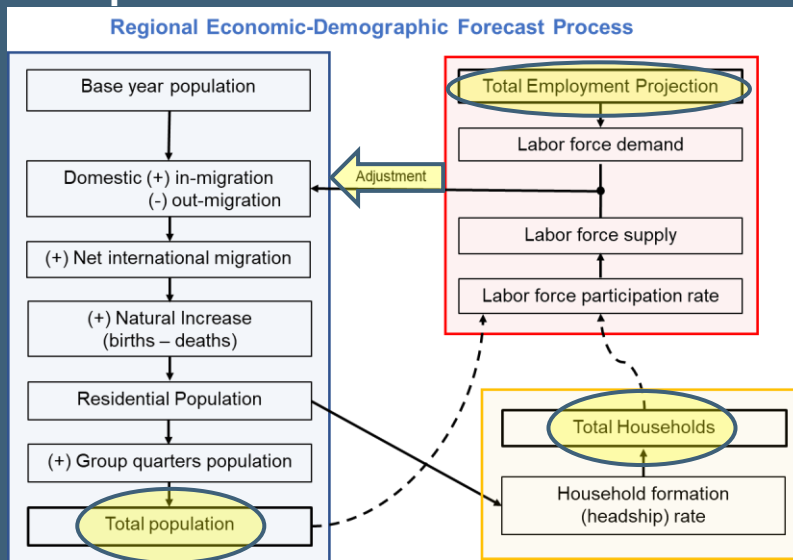 Regional Economic-Demographic Forecast Process
Base year population
Domestic (+) in-migration
(-) out-migration
(+) Net international migration
(+) Natural Increase
(births – deaths)
Residential Population
(+) Group quarters population
Total population
Adjustment
Total Employment Projection
Labor force demand
Labor force supply
Labor force participation rate
Total Households
Household formation
(headship) rate